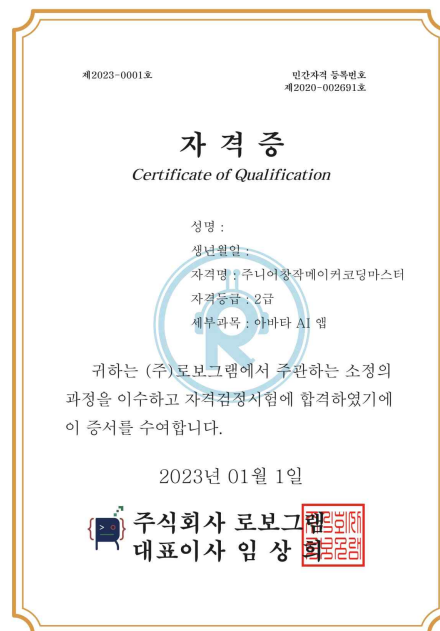 제2023-0001호
민간자격 등록번호
제2020-002691호
자 격 증
Certificate of Qualification
성명 :
생년월일 :
자격명 : 주니어창작메이커코딩마스터
자격등급 : 2급
세부과목 : 아바타 AI 앱
귀하는 (주)로보그램에서 주관하는 소정의
과정을 이수하고 자격검정시험에 합격하였기에
이 증서를 수여합니다.
2023년 01월 1일
주식회사 로보그램
대표이사 임 상 희